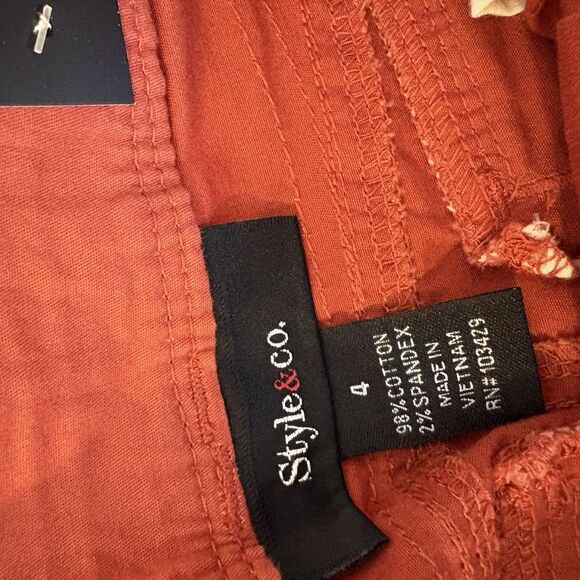 Style&co.
4
98%COTTON
2%SPANDEX
MADE IN
VIETNAM
RN#103429